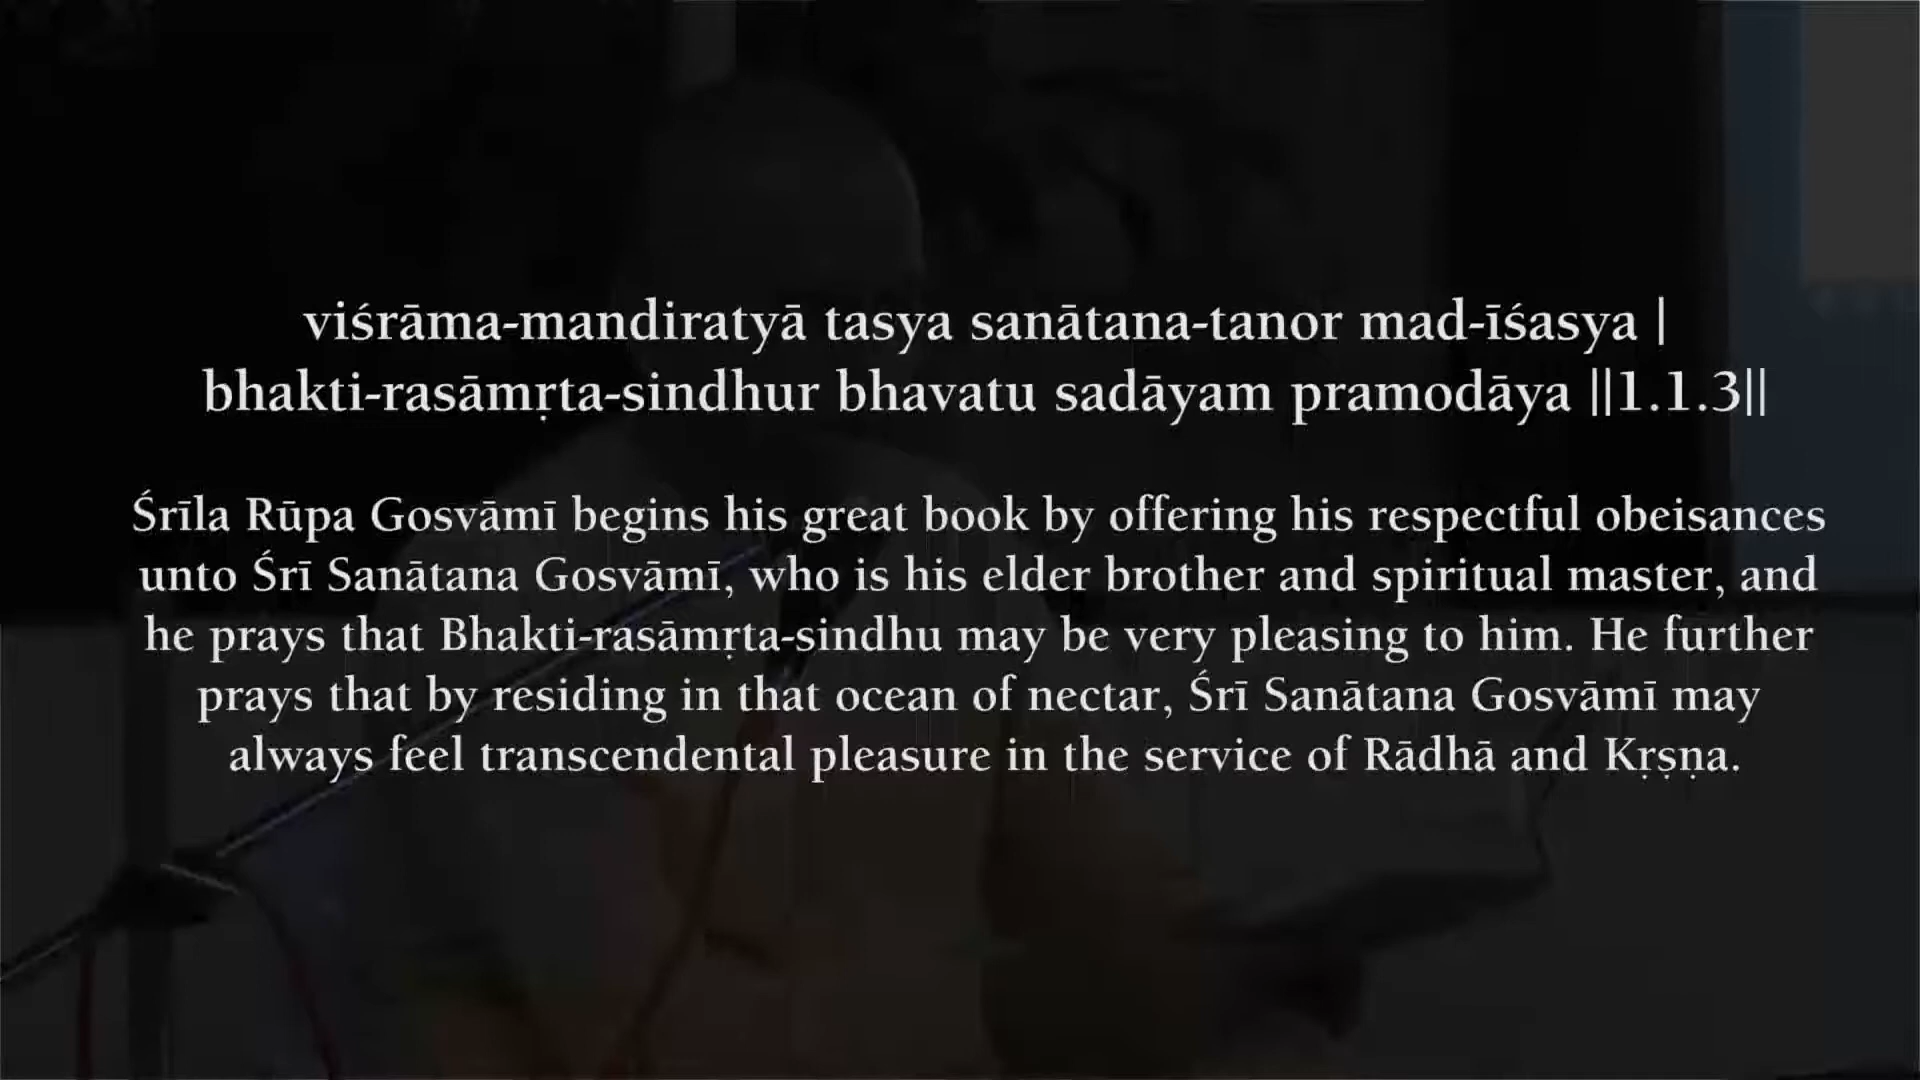 viśrāma-mandiratyā tasya sanātana-tanor mad-īśasya |
bhakti-rasāmṛta-sindhur bhavatu sadāyam pramodāya ||1.1.3||
Śrīla Rūpa Gosvāmī begins his great book by offering his respectful obeisances
unto Śrī Sanātana Gosvāmī, who is his elder brother and spiritual master, and
he prays that Bhakti-rasāmṛta-sindhu may be very pleasing to him. He further
prays that by residing in that ocean of nectar, Śrī Sanātana Gosvāmī may
always feel transcendental pleasure in the service of Rādhā and Kṛṣṇa.